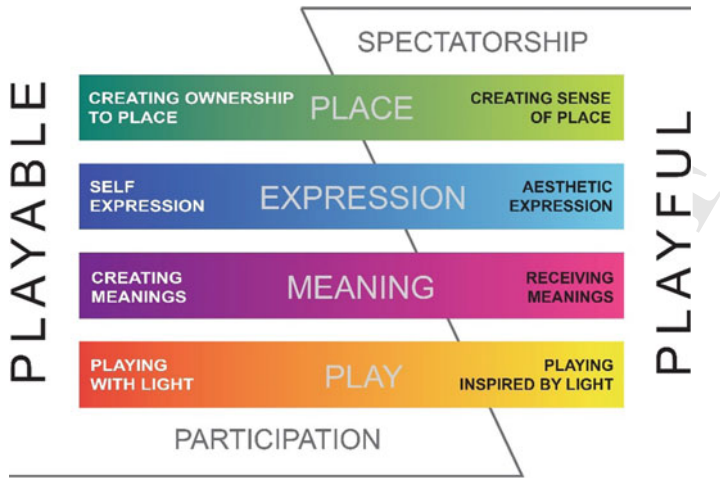 SPECTATORSHIP
PLAYABLE
CREATING OWNERSHIP
TO PLACE
PLACE
CREATING SENSE
OF PLACE
SELF
EXPRESSION
EXPRESSION
AESTHETIC
EXPRESSION
CREATING
MEANINGS
MEANING
RECEIVING
MEANINGS
PLAYING
WITH LIGHT
PLAY
PLAYING
INSPIRED BY LIGHT
PLAYFUL
PARTICIPATION